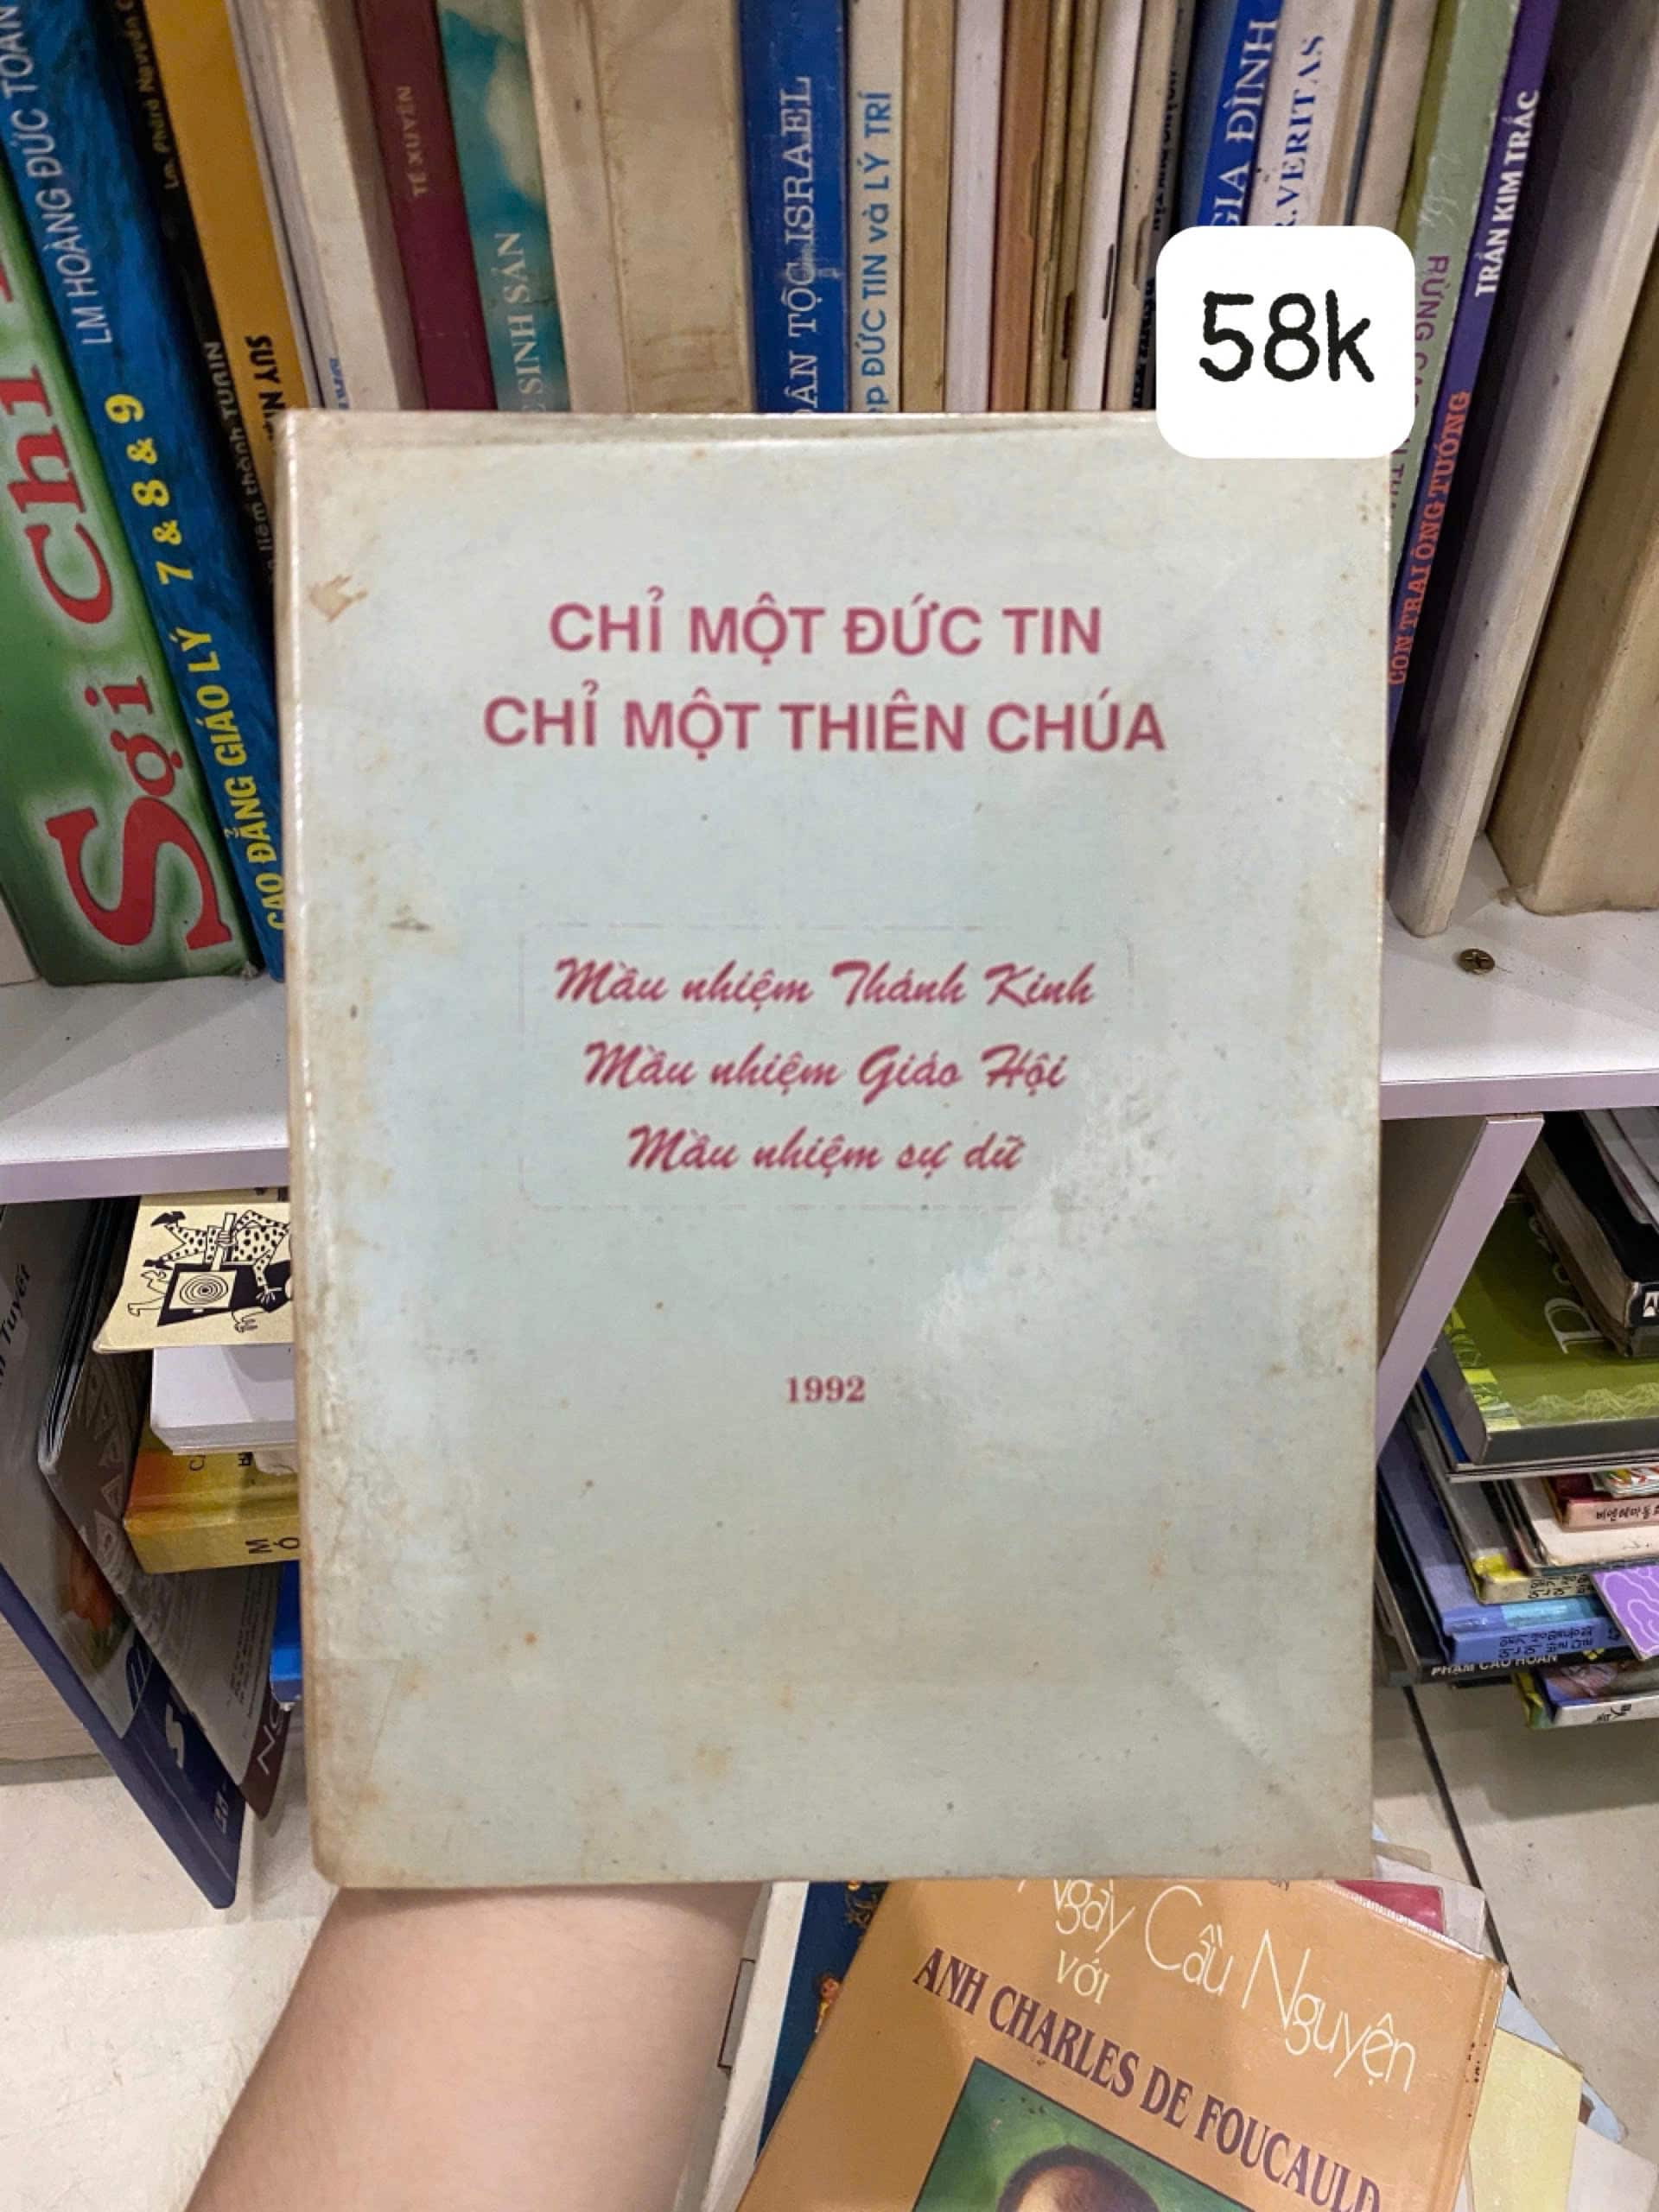 58k
CHỈ MỘT ĐỨC TIN
CHỈ MỘT THIÊN CHÚA
Mầu nhiệm Thánh Kinh
Mầu nhiệm Giáo Hội
Mầu nhiệm sự dữ
1992
Sợi Chỉ
LM HOÀNG ĐỨC TOÀN
CAO ĐẲNG GIÁO LÝ 7 & 8 & 9
TẾ XUYÊN
SINH SẢN
DÂN TỘC ISRAEL
ĐỨC TIN và LÝ TRÍ
GIA ĐÌNH
VERITAS
RỪNG
TRẦN KIM TRẮC
CON TRAI ÔNG TƯỚNG
Tuyết
PHẠM CAO HOAN
Ngày Cầu Nguyện
VỚI
ANH CHARLES DE FOUCAULD